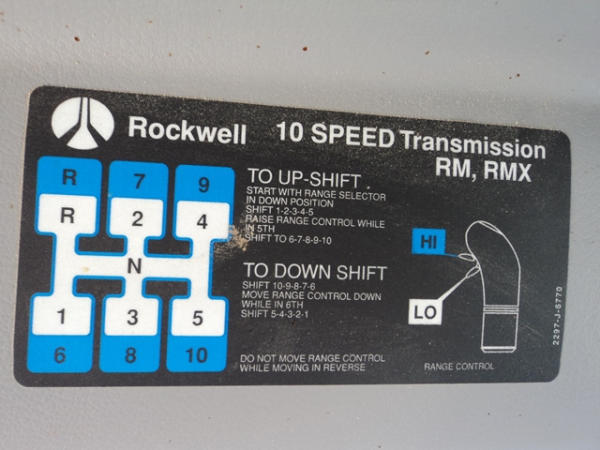 Rockwell 10 SPEED Transmission
RM, RMX
R 7 9
R 2 4
N
1 3 5
6 8 10
TO UP-SHIFT
START WITH RANGE SELECTOR
IN DOWN POSITION
SHIFT 1-2-3-4-5
RAISE RANGE CONTROL WHILE
IN 5TH
SHIFT TO 6-7-8-9-10
TO DOWN SHIFT
SHIFT 10-9-8-7-6
MOVE RANGE CONTROL DOWN
WHILE IN 6TH
SHIFT 5-4-3-2-1
DO NOT MOVE RANGE CONTROL
WHILE MOVING IN REVERSE
HI
LO
RANGE CONTROL
2297-J-6770